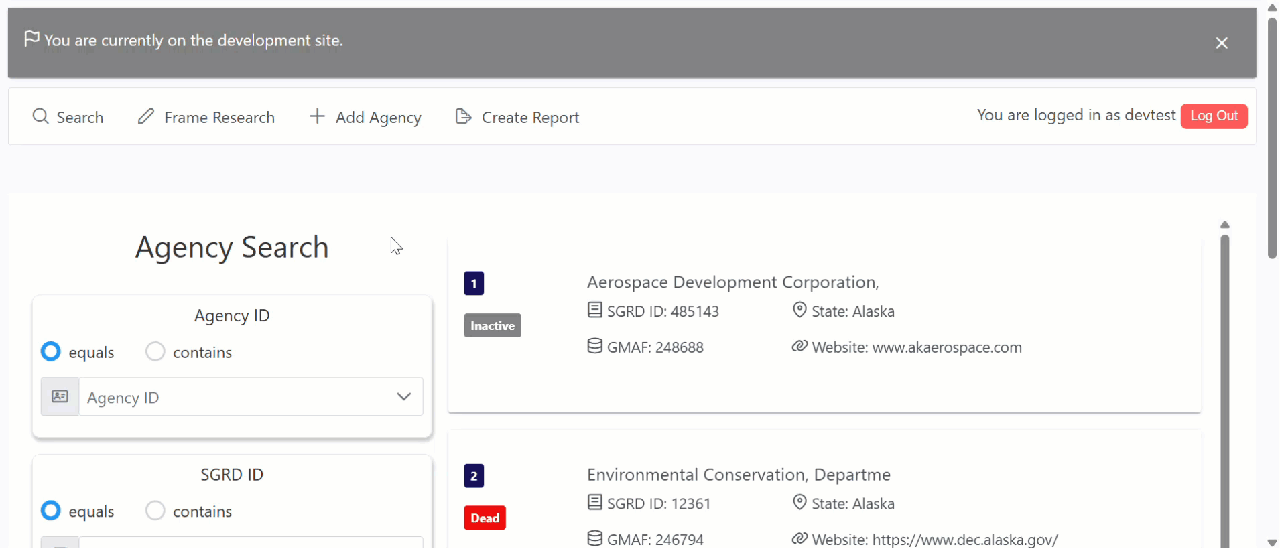 You are currently on the development site.
Search Frame Research Add Agency Create Report You are logged in as devtest Log Out
Agency Search
Agency ID
equals contains
Agency ID
SGRD ID
equals contains
1 Aerospace Development Corporation,
Inactive SGRD ID: 485143 State: Alaska
GMAF: 248688 Website: www.akaerospace.com
2 Environmental Conservation, Departme
Dead SGRD ID: 12361 State: Alaska
GMAF: 246794 Website: https://www.dec.alaska.gov/